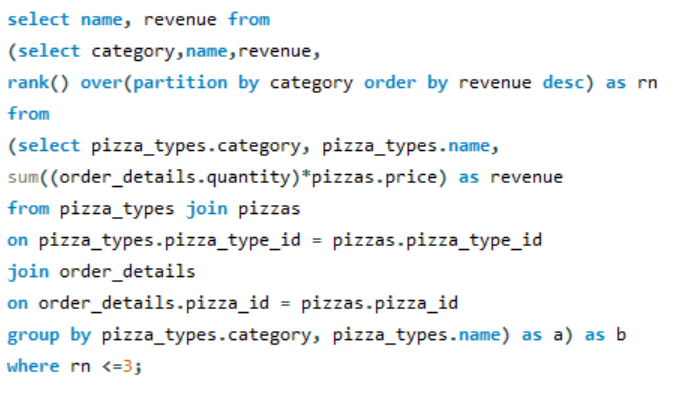 select name, revenue from
(select category,name,revenue,
rank() over(partition by category order by revenue desc) as rn
from
(select pizza_types.category, pizza_types.name,
sum((order_details.quantity)*pizzas.price) as revenue
from pizza_types join pizzas
on pizza_types.pizza_type_id = pizzas.pizza_type_id
join order_details
on order_details.pizza_id = pizzas.pizza_id
group by pizza_types.category, pizza_types.name) as a) as b
where rn <=3;